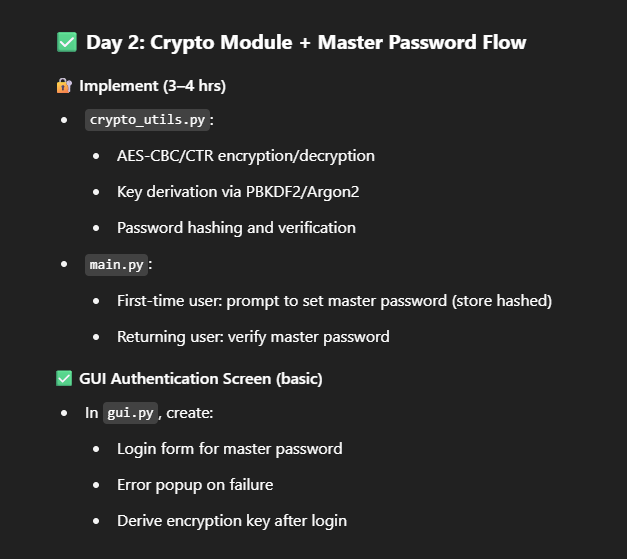 ✅ Day 2: Crypto Module + Master Password Flow
🔐 Implement (3–4 hrs)
• crypto_utils.py:
• AES-CBC/CTR encryption/decryption
• Key derivation via PBKDF2/Argon2
• Password hashing and verification
• main.py:
• First-time user: prompt to set master password (store hashed)
• Returning user: verify master password
✅ GUI Authentication Screen (basic)
• In gui.py, create:
• Login form for master password
• Error popup on failure
• Derive encryption key after login